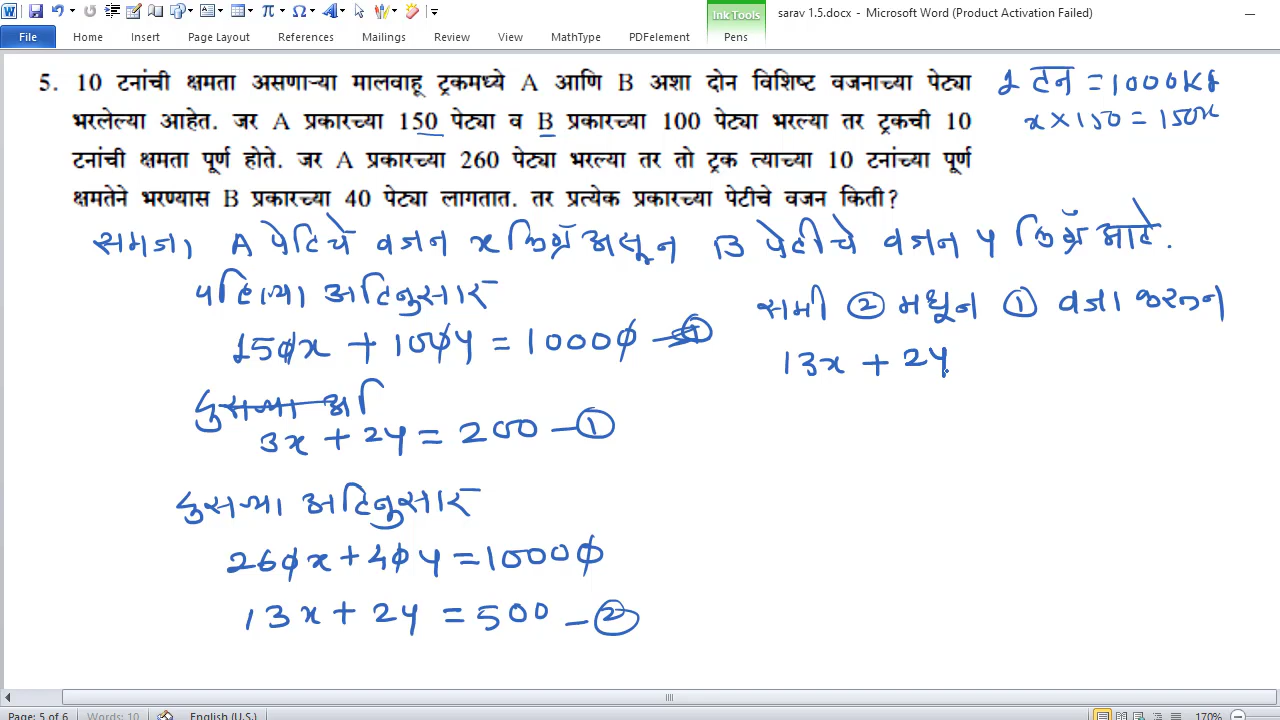 Ink Tools
sarav 1.5.docx - Microsoft Word (Product Activation Failed)
File Home Insert Page Layout References Mailings Review View MathType PDFelement Pens
5. 10 टनांची क्षमता असणाऱ्या मालवाहू ट्रकमध्ये A आणि B अशा दोन विशिष्ट वजनाच्या पेट्या
भरलेल्या आहेत. जर A प्रकारच्या 150 पेट्या व B प्रकारच्या 100 पेट्या भरल्या तर ट्रकची 10
टनांची क्षमता पूर्ण होते. जर A प्रकारच्या 260 पेट्या भरल्या तर तो ट्रक त्याच्या 10 टनांच्या पूर्ण
क्षमतेने भरण्यास B प्रकारच्या 40 पेट्या लागतात. तर प्रत्येक प्रकारच्या पेटीचे वजन किती?
1 टन = 1000 kg
x × 150 = 150x
समजा A पेटिचे वजन x किग्रॅ असून B पेटीचे वजन y किग्रॅ आहे.
पहिल्या अटिनुसार
150x + 100y = 10000 - 1
दुसऱ्या अ
3x + 2y = 200 - 1
दुसऱ्या अटिनुसार
260x + 40y = 10000
13x + 2y = 500 - 2
समी 2 मधून 1 वजा करून
13x + 2y
Page: 5 of 6 Words: 10 English (U.S.) 170%